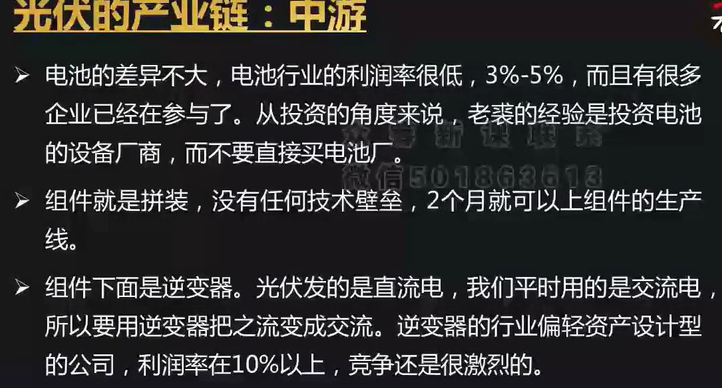 光伏的产业链：中游
➢ 电池的差异不大，电池行业的利润率很低，3%-5%，而且有很多
企业已经在参与了。从投资的角度来说，老裘的经验是投资电池
的设备厂商，而不要直接买电池厂。
微信501863613
➢ 组件就是拼装，没有任何技术壁垒，2个月就可以上组件的生产
线。
➢ 组件下面是逆变器。光伏发的是直流电，我们平时用的是交流电，
所以要用逆变器把之流变成交流。逆变器的行业偏轻资产设计型
的公司，利润率在10%以上，竞争还是很激烈的。